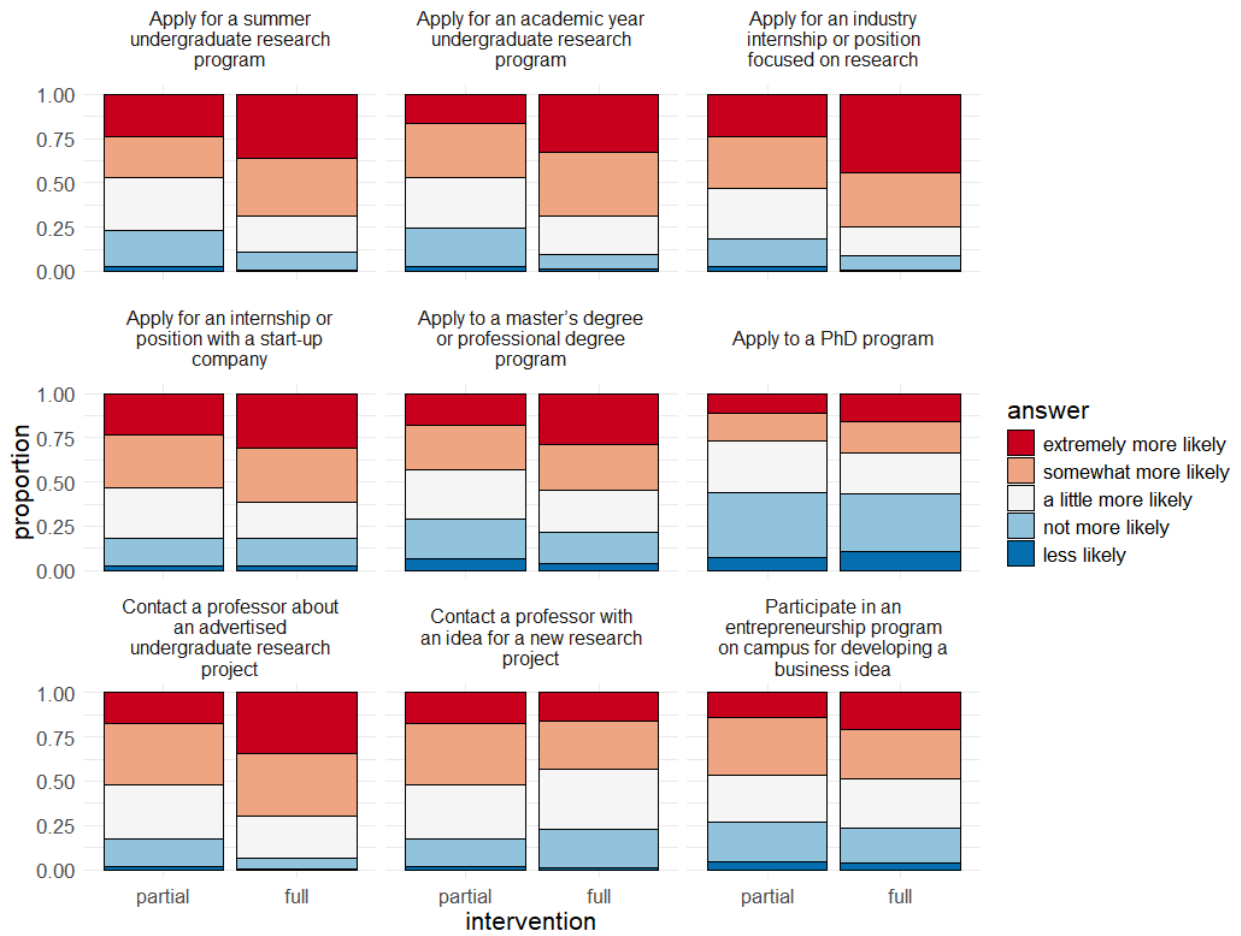 Apply for a summer
undergraduate research
program
Apply for an academic year
undergraduate research
program
Apply for an industry
internship or position
focused on research
1.00
0.75
0.50
0.25
0.00
Apply for an internship or
position with a start-up
company
Apply to a master’s degree
or professional degree
program
Apply to a PhD program
1.00
0.75
0.50
0.25
0.00
proportion
answer
extremely more likely
somewhat more likely
a little more likely
not more likely
less likely
Contact a professor about
an advertised
undergraduate research
project
Contact a professor with
an idea for a new research
project
Participate in an
entrepreneurship program
on campus for developing a
business idea
1.00
0.75
0.50
0.25
0.00
partial
full
partial
full
partial
full
intervention